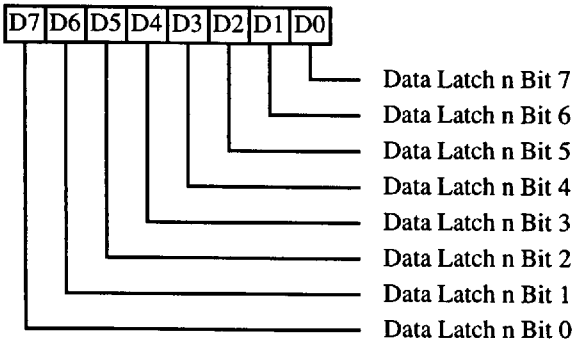 D7 D6 D5 D4 D3 D2 D1 D0
Data Latch n Bit 7
Data Latch n Bit 6
Data Latch n Bit 5
Data Latch n Bit 4
Data Latch n Bit 3
Data Latch n Bit 2
Data Latch n Bit 1
Data Latch n Bit 0